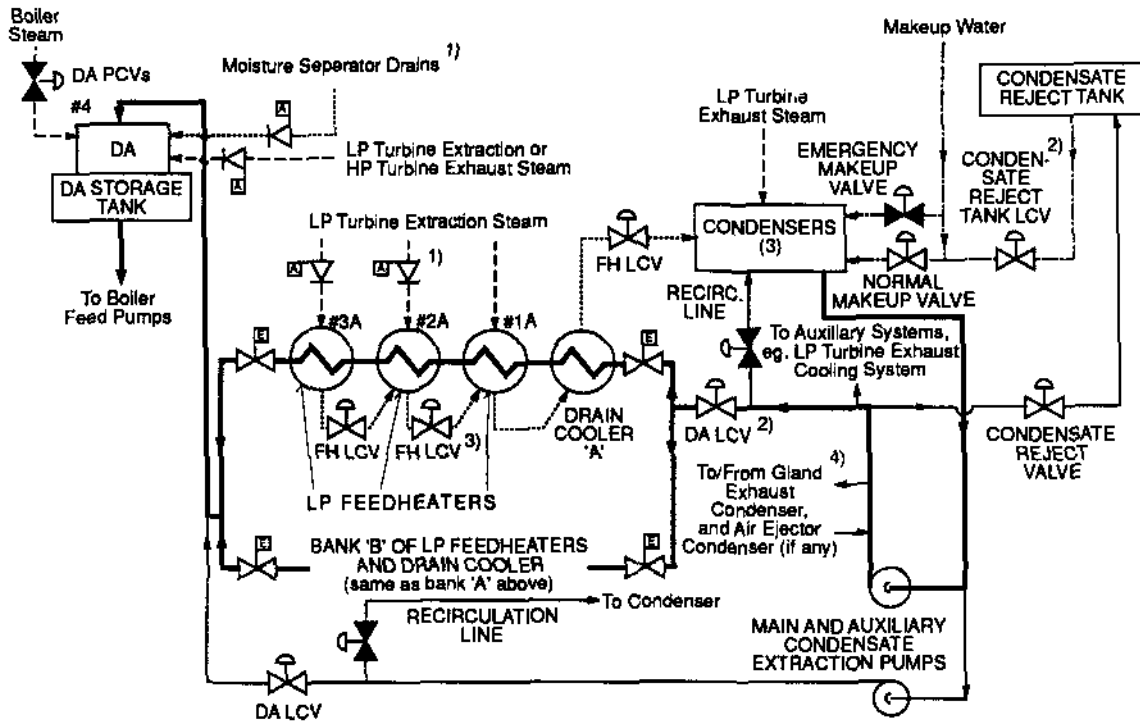 Boiler
Steam
DA PCVs
#4
DA
DA STORAGE
TANK
To Boiler
Feed Pumps
Moisture Seperator Drains 1)
A
LP Turbine Extraction or
HP Turbine Exhaust Steam
A
LP Turbine Extraction Steam
A
A
1)
#3A
#2A
#1A
E
E
FH LCV
FH LCV 3)
DRAIN
COOLER
'A'
LP FEEDHEATERS
E
E
BANK 'B' OF LP FEEDHEATERS
AND DRAIN COOLER
(same as bank 'A' above)
RECIRCULATION
LINE
To Condenser
DA LCV
LP Turbine
Exhaust Steam
FH LCV
CONDENSERS
(3)
RECIRC.
LINE
Makeup Water
EMERGENCY
MAKEUP
VALVE
NORMAL
MAKEUP VALVE
CONDEN-
SATE
REJECT
TANK LCV
2)
CONDENSATE
REJECT TANK
To Auxiliary Systems,
eg. LP Turbine Exhaust
Cooling System
DA LCV 2)
CONDENSATE
REJECT
VALVE
To/From Gland
Exhaust
Condenser,
and Air Ejector
Condenser (if any)
4)
MAIN AND AUXILIARY
CONDENSATE
EXTRACTION PUMPS